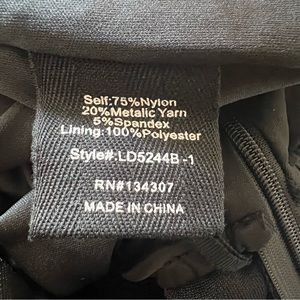 Self:75%Nylon
20%Metalic Yarn
5%Spandex
Lining:100%Polyester
Style#:LD5244B-1
RN#134307
MADE IN CHINA